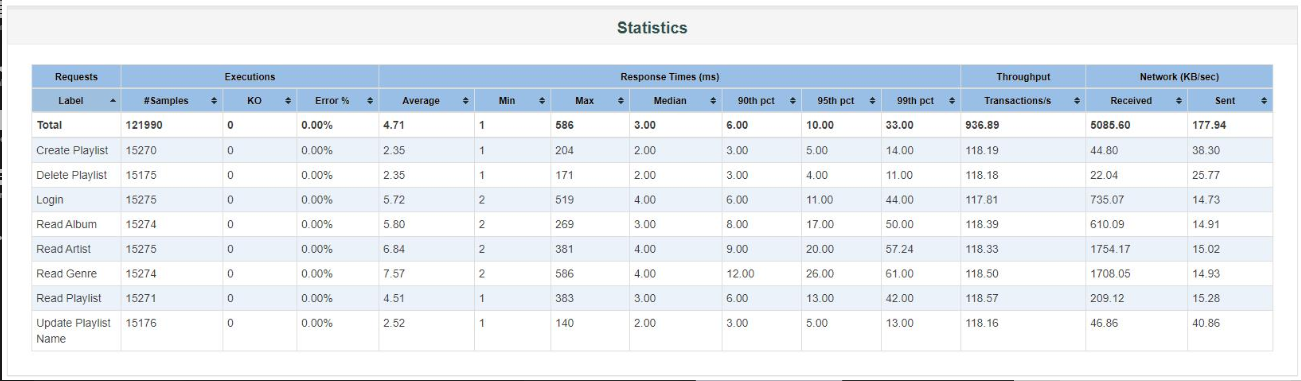 Statistics
Requests Executions Response Times (ms) Throughput Network (KB/sec)
Label #Samples KO Error % Average Min Max Median 90th pct 95th pct 99th pct Transactions/s Received Sent
Total 121990 0 0.00% 4.71 1 586 3.00 6.00 10.00 33.00 936.89 5085.60 177.94
Create Playlist 15270 0 0.00% 2.35 1 204 2.00 3.00 5.00 14.00 118.19 44.80 38.30
Delete Playlist 15175 0 0.00% 2.35 1 171 2.00 3.00 4.00 11.00 118.18 22.04 25.77
Login 15275 0 0.00% 5.72 2 519 4.00 6.00 11.00 44.00 117.81 735.07 14.73
Read Album 15274 0 0.00% 5.80 2 269 3.00 8.00 17.00 50.00 118.39 610.09 14.91
Read Artist 15275 0 0.00% 6.84 2 381 4.00 9.00 20.00 57.24 118.33 1754.17 15.02
Read Genre 15274 0 0.00% 7.57 2 586 4.00 12.00 26.00 61.00 118.50 1708.05 14.93
Read Playlist 15271 0 0.00% 4.51 1 383 3.00 6.00 13.00 42.00 118.57 209.12 15.28
Update Playlist 15176 0 0.00% 2.52 1 140 2.00 3.00 5.00 13.00 118.16 46.86 40.86
Name